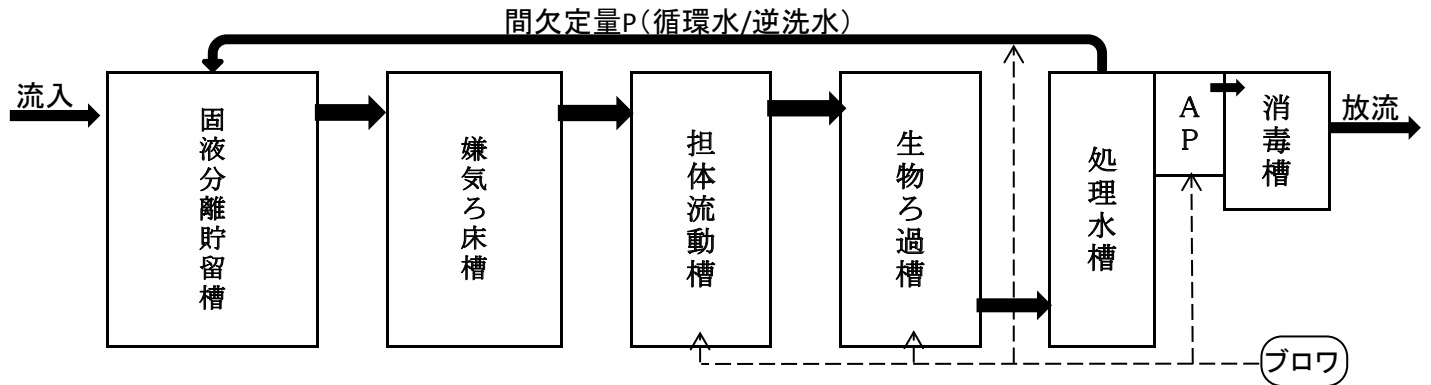 間欠定量P（循環水/逆洗水）
流入
固液分離貯留槽
嫌気ろ床槽
担体流動槽
生物ろ過槽
処理水槽
AP
消毒槽
放流
ブロワ